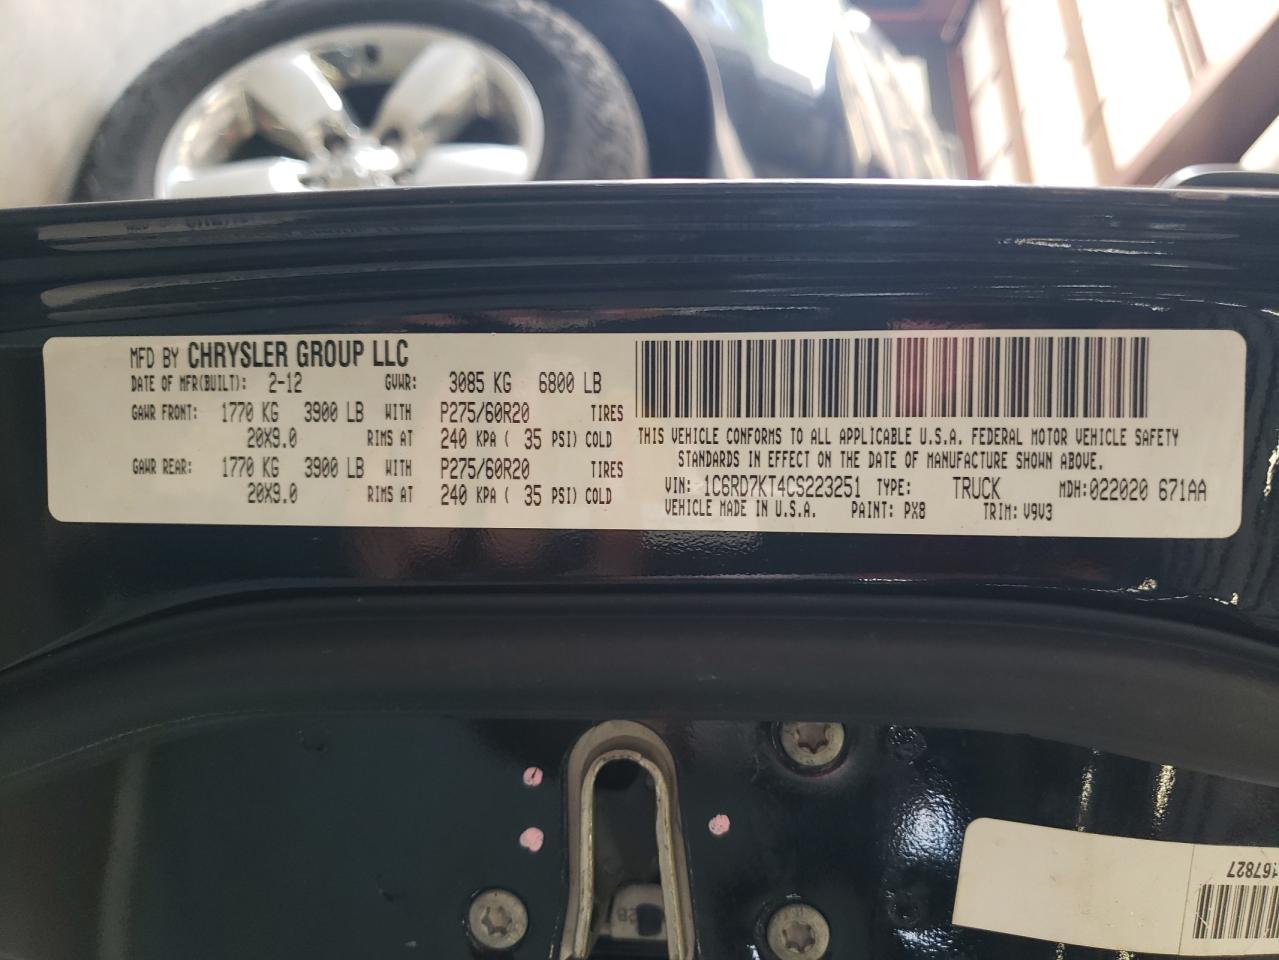 MFD BY CHRYSLER GROUP LLC
DATE OF MFR(BUILT): 2-12 GVWR: 3085 KG 6800 LB
GAWR FRONT: 1770 KG 3900 LB WITH P275/60R20 TIRES
20X9.0 RIMS AT 240 KPA ( 35 PSI) COLD
GAWR REAR: 1770 KG 3900 LB WITH P275/60R20 TIRES
20X9.0 RIMS AT 240 KPA ( 35 PSI) COLD
THIS VEHICLE CONFORMS TO ALL APPLICABLE U.S.A. FEDERAL MOTOR VEHICLE SAFETY
STANDARDS IN EFFECT ON THE DATE OF MANUFACTURE SHOWN ABOVE.
VIN: 1C6RD7KT4CS223251 TYPE: TRUCK MDH:022020 671AA
VEHICLE MADE IN U.S.A. PAINT: PX8 TRIM: V9V3